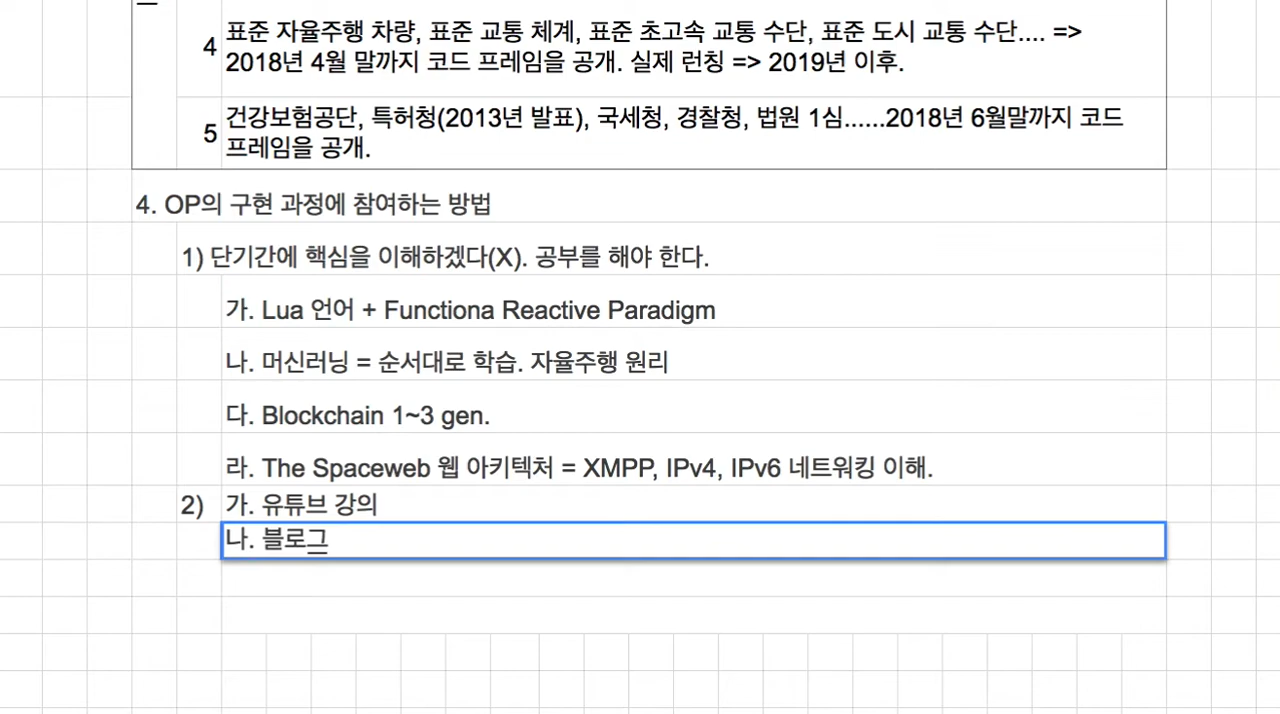 4 표준 자율주행 차량, 표준 교통 체계, 표준 초고속 교통 수단, 표준 도시 교통 수단.... =>
2018년 4월 말까지 코드 프레임을 공개. 실제 런칭 => 2019년 이후.
5 건강보험공단, 특허청(2013년 발표), 국세청, 경찰청, 법원 1심......2018년 6월말까지 코드
프레임을 공개.
4. OP의 구현 과정에 참여하는 방법
1) 단기간에 핵심을 이해하겠다(X). 공부를 해야 한다.
가. Lua 언어 + Functiona Reactive Paradigm
나. 머신러닝 = 순서대로 학습. 자율주행 원리
다. Blockchain 1~3 gen.
라. The Spaceweb 웹 아키텍처 = XMPP, IPv4, IPv6 네트워킹 이해.
2) 가. 유튜브 강의
나. 블로그